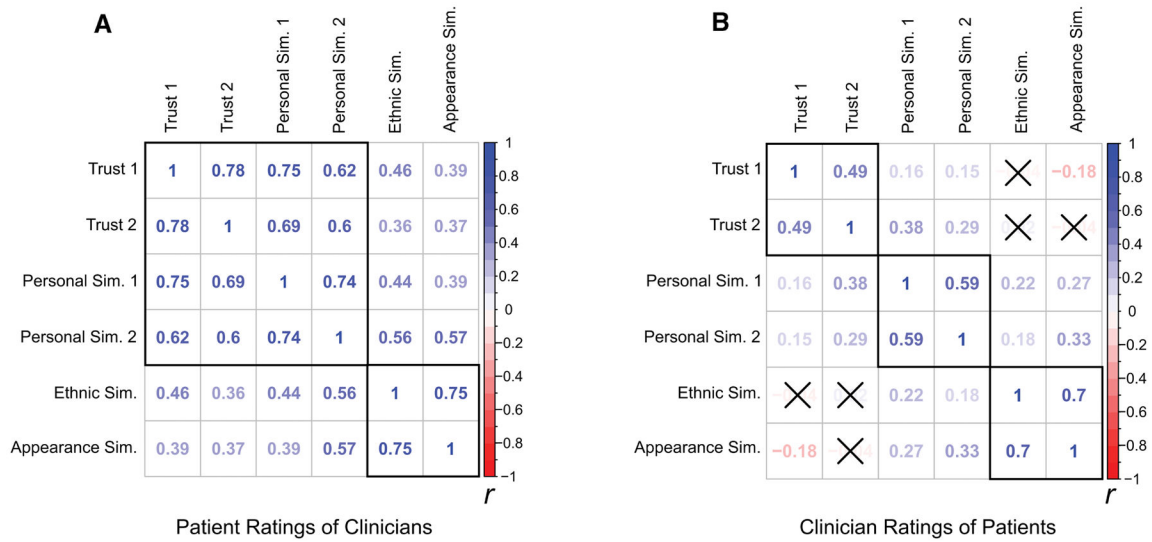 A
Trust 1
Trust 2
Personal Sim. 1
Personal Sim. 2
Ethnic Sim.
Appearance Sim.
Trust 1 1 0.78 0.75 0.62 0.46 0.39
Trust 2 0.78 1 0.69 0.6 0.36 0.37
Personal Sim. 1 0.75 0.69 1 0.74 0.44 0.39
Personal Sim. 2 0.62 0.6 0.74 1 0.56 0.57
Ethnic Sim. 0.46 0.36 0.44 0.56 1 0.75
Appearance Sim. 0.39 0.37 0.39 0.57 0.75 1
1
0.8
0.6
0.4
0.2
0
−0.2
−0.4
−0.6
−0.8
−1
r
Patient Ratings of Clinicians
B
Trust 1
Trust 2
Personal Sim. 1
Personal Sim. 2
Ethnic Sim.
Appearance Sim.
Trust 1 1 0.49 0.16 0.15 −0.18
Trust 2 0.49 1 0.38 0.29
Personal Sim. 1 0.16 0.38 1 0.59 0.22 0.27
Personal Sim. 2 0.15 0.29 0.59 1 0.18 0.33
Ethnic Sim. 0.22 0.18 1 0.7
Appearance Sim. −0.18 0.27 0.33 0.7 1
1
0.8
0.6
0.4
0.2
0
−0.2
−0.4
−0.6
−0.8
−1
r
Clinician Ratings of Patients